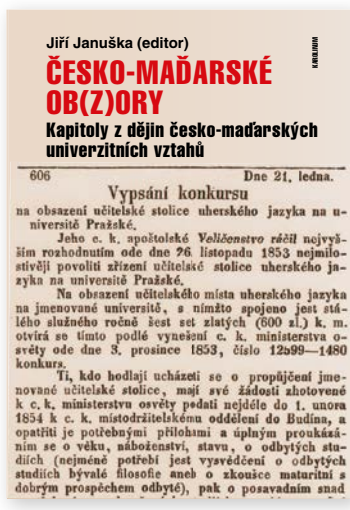 Jiří Januška (editor)
KAROLINUM
ČESKO-MAĎARSKÉ
OB(Z)ORY
Kapitoly z dějin česko-maďarských
univerzitních vztahů
606 Dne 21. ledna.
Vypsání konkursu
na obsazení učitelské stolice uherského jazyka na u-
niversitě Pražské.
Jeho c. k. apoštolské Veličenstvo ráčil nejvyš-
ším rozhodnutím ode dne 26. listopadu 1853 nejmilo-
stivěji povoliti zřízení učitelské stolice uherského ja-
zyka na universitě Pražské.
Na obsazení učitelského místa uherského jazyka
na jmenované universitě, s nímžto spojeno jest stá-
lého služného ročně šest set zlatých (600 zl.) k. m.
otvírá se tímto podlé vynešení c. k. ministerstva o-
světy ode dne 3. prosince 1853, číslo 12599—1480
konkurs.
Ti, kdo hodlají ucházeti se o propůjčení jme-
nované učitelské stolice, mají své žádosti zhotovené
k c. k. ministerstvu osvěty podati nejdéle do 1. unora
1854 k c. k. místodržitelskému oddělení do Budína, a
opatřiti je potřebnými přílohami a úplným proukázá-
ním se o věku, náboženství, stavu, o odbytých stu-
diích (nejméně potřebí jest vysvědčení o odbytých
studiích bývalé filosofie aneb o zkoušce maturitní s
dobrým prospěchem odbyté), pak o posavadním snad